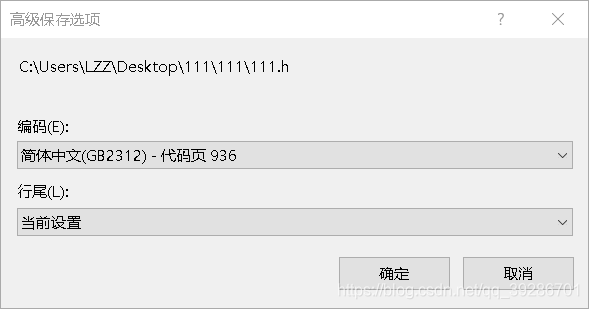 高级保存选项
C:\Users\LZZ\Desktop\111\111\111.h
编码(E):
简体中文(GB2312) - 代码页 936
行尾(L):
当前设置
确定 取消
https://blog.csdn.net/qq_39286701